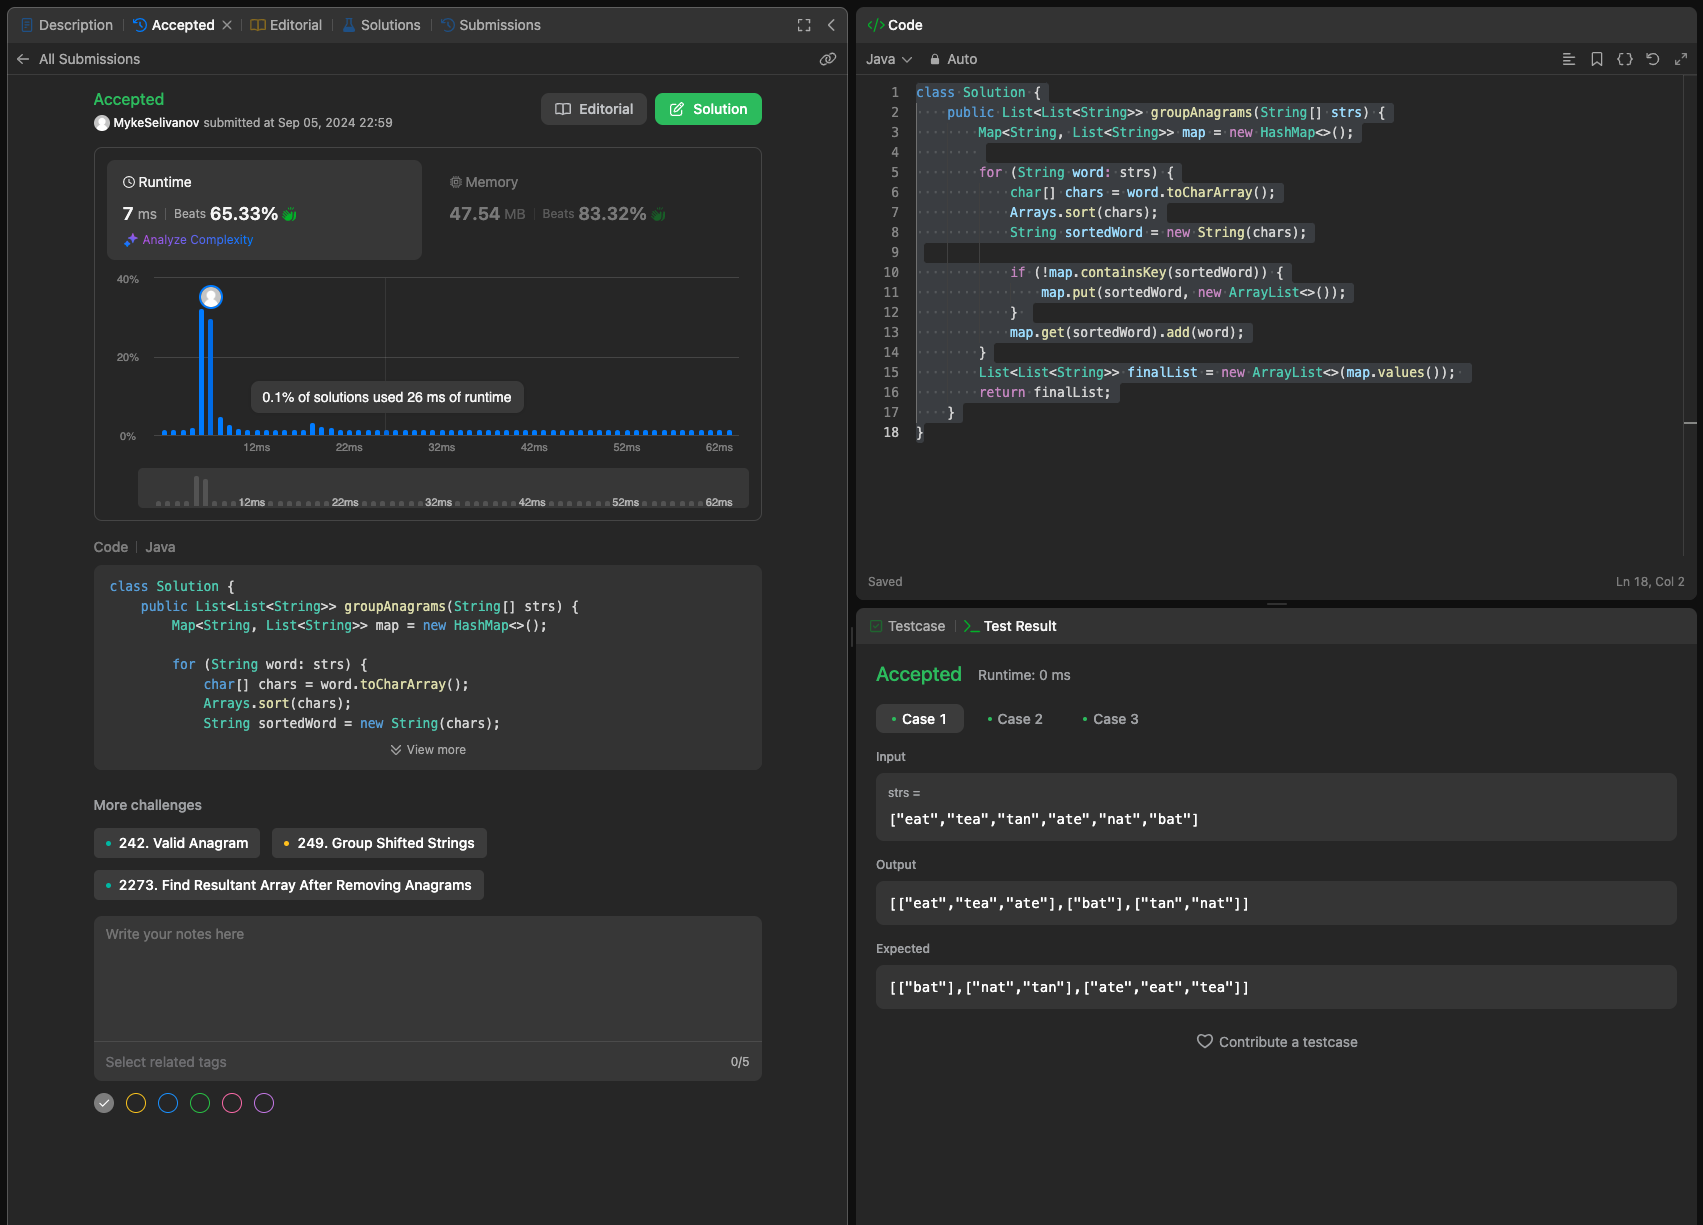 Description
Accepted
Editorial
Solutions
Submissions
All Submissions
Accepted
MykeSelivanov submitted at Sep 05, 2024 22:59
Editorial
Solution
Runtime
7 ms Beats 65.33%
Analyze Complexity
Memory
47.54 MB Beats 83.32%
40%
20%
0%
0.1% of solutions used 26 ms of runtime
12ms 22ms 32ms 42ms 52ms 62ms
12ms 22ms 32ms 42ms 52ms 62ms
Code Java
class Solution {
    public List<List<String>> groupAnagrams(String[] strs) {
        Map<String, List<String>> map = new HashMap<>();
        for (String word: strs) {
            char[] chars = word.toCharArray();
            Arrays.sort(chars);
            String sortedWord = new String(chars);
View more
More challenges
242. Valid Anagram
249. Group Shifted Strings
2273. Find Resultant Array After Removing Anagrams
Write your notes here
Select related tags
0/5
</> Code
Java
Auto
1 class Solution {
2     public List<List<String>> groupAnagrams(String[] strs) {
3         Map<String, List<String>> map = new HashMap<>();
4
5         for (String word: strs) {
6             char[] chars = word.toCharArray();
7             Arrays.sort(chars);
8             String sortedWord = new String(chars);
9
10             if (!map.containsKey(sortedWord)) {
11                 map.put(sortedWord, new ArrayList<>());
12             }
13             map.get(sortedWord).add(word);
14         }
15         List<List<String>> finalList = new ArrayList<>(map.values());
16         return finalList;
17     }
18 }
Saved
Ln 18, Col 2
Testcase
Test Result
Accepted Runtime: 0 ms
Case 1
Case 2
Case 3
Input
strs =
["eat","tea","tan","ate","nat","bat"]
Output
[["eat","tea","ate"],["bat"],["tan","nat"]]
Expected
[["bat"],["nat","tan"],["ate","eat","tea"]]
Contribute a testcase